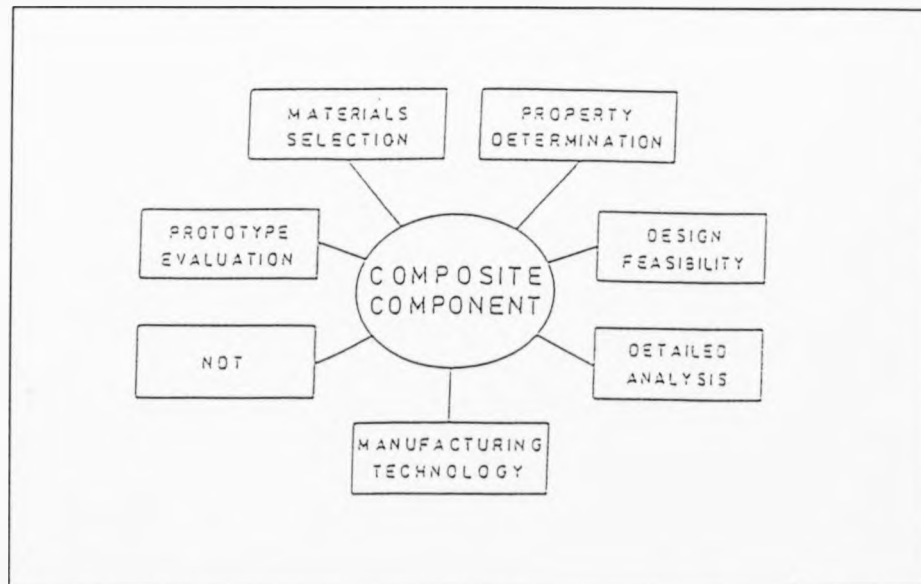 MATERIALS
SELECTION
PROPERTY
DETERMINATION
PROTOTYPE
EVALUATION
COMPOSITE
COMPONENT
DESIGN
FEASIBILITY
NDT
DETAILED
ANALYSIS
MANUFACTURING
TECHNOLOGY